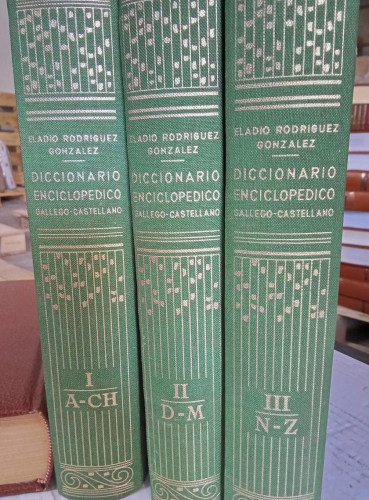 ELADIO RODRIGUEZ
GONZALEZ
DICCIONARIO
ENCICLOPEDICO
GALLEGO-CASTELLANO
I
A-CH
ELADIO RODRIGUEZ
GONZALEZ
DICCIONARIO
ENCICLOPEDICO
GALLEGO-CASTELLANO
II
D-M
ELADIO RODRIGUEZ
GONZALEZ
DICCIONARIO
ENCICLOPEDICO
GALLEGO-CASTELLANO
III
N-Z